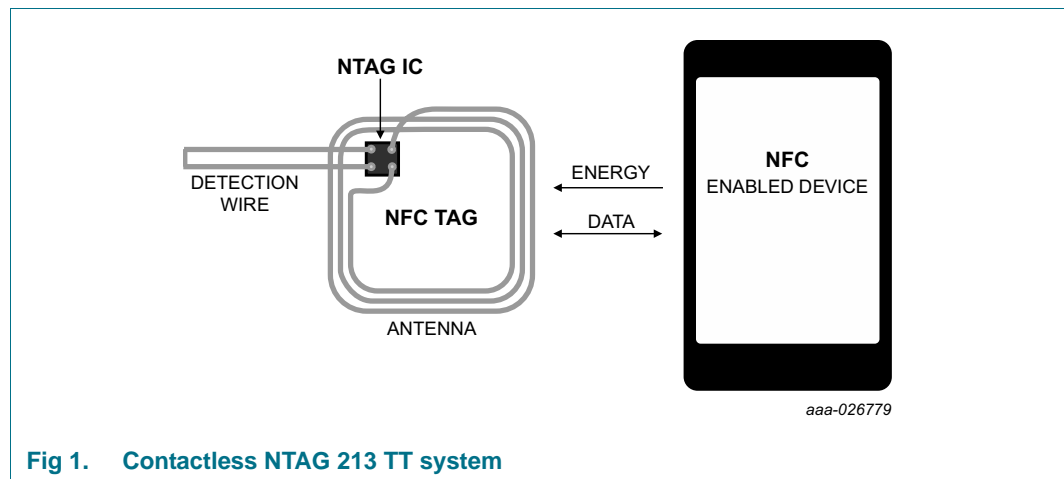 NTAG IC
DETECTION
WIRE
NFC TAG
ANTENNA
ENERGY
DATA
NFC
ENABLED DEVICE
aaa-026779
Fig 1. Contactless NTAG 213 TT system